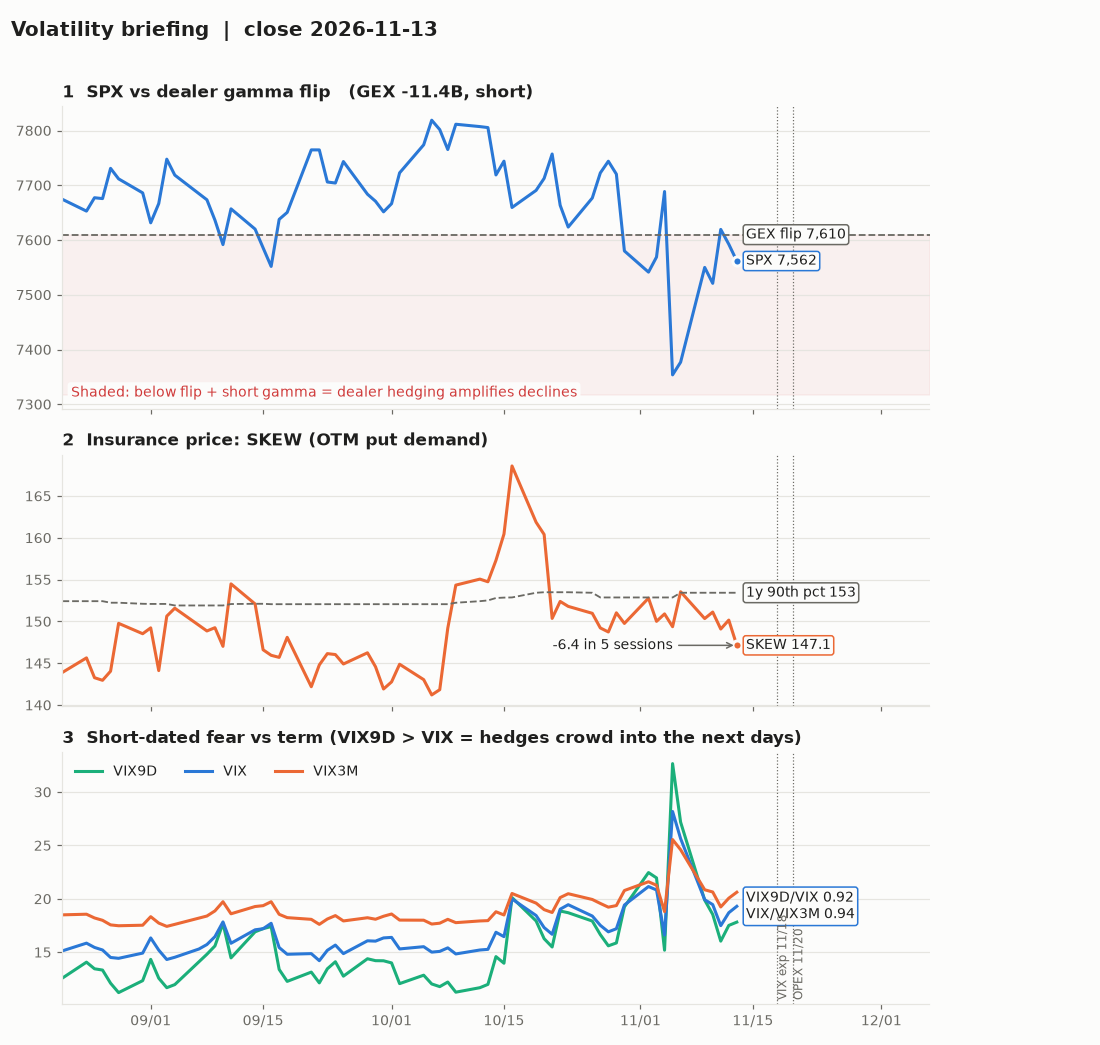 Volatility briefing | close 2026-11-13
1 SPX vs dealer gamma flip (GEX -11.4B, short)
7800
7700
7600
7500
7400
7300
GEX flip 7,610
SPX 7,562
Shaded: below flip + short gamma = dealer hedging amplifies declines
2 Insurance price: SKEW (OTM put demand)
165
160
155
150
145
140
1y 90th pct 153
-6.4 in 5 sessions
SKEW 147.1
3 Short-dated fear vs term (VIX9D > VIX = hedges crowd into the next days)
VIX9D VIX VIX3M
30
25
20
15
VIX9D/VIX 0.92
VIX/VIX3M 0.94
VIX exp 11/18
OPEX 11/20
09/01 09/15 10/01 10/15 11/01 11/15 12/01